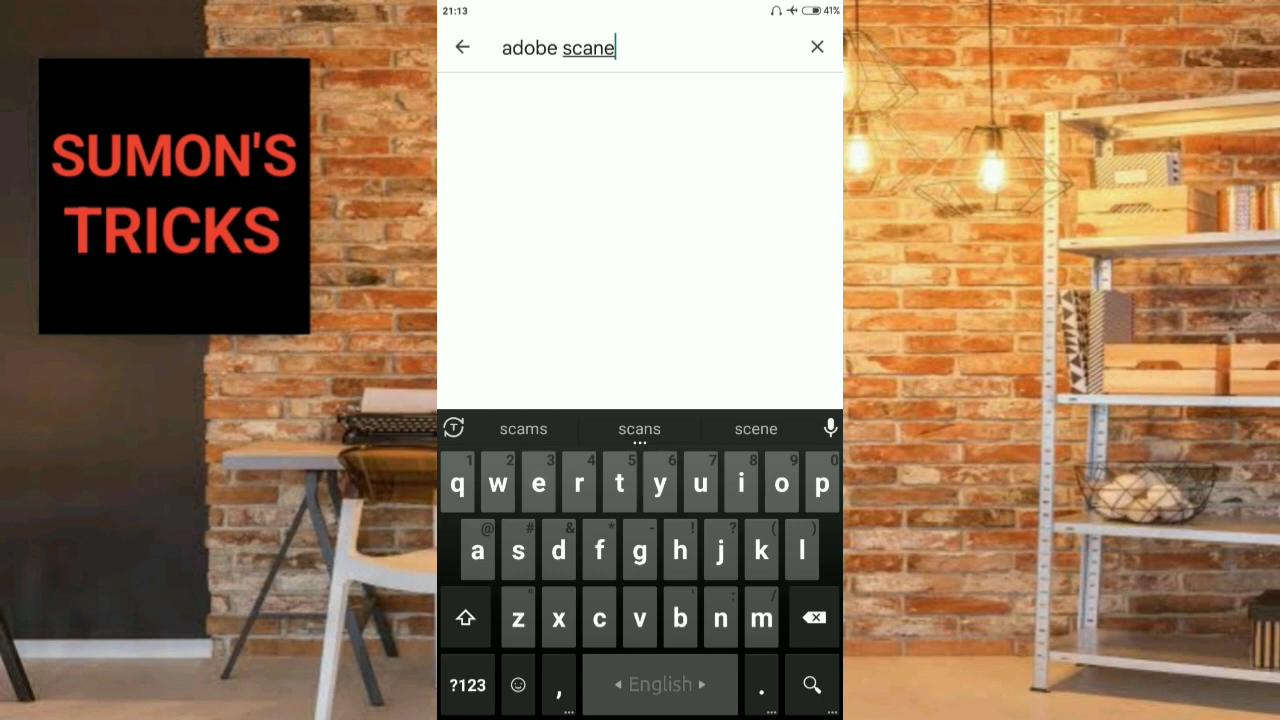 SUMON'S
TRICKS
21:13
41%
adobe scane
scams scans scene
1 2 3 4 5 6 7 8 9 0
q w e r t y u i o p
@ # & * - ! ? ( )
a s d f g h j k l
" ' : /
z x c v b n m
?123 , English .